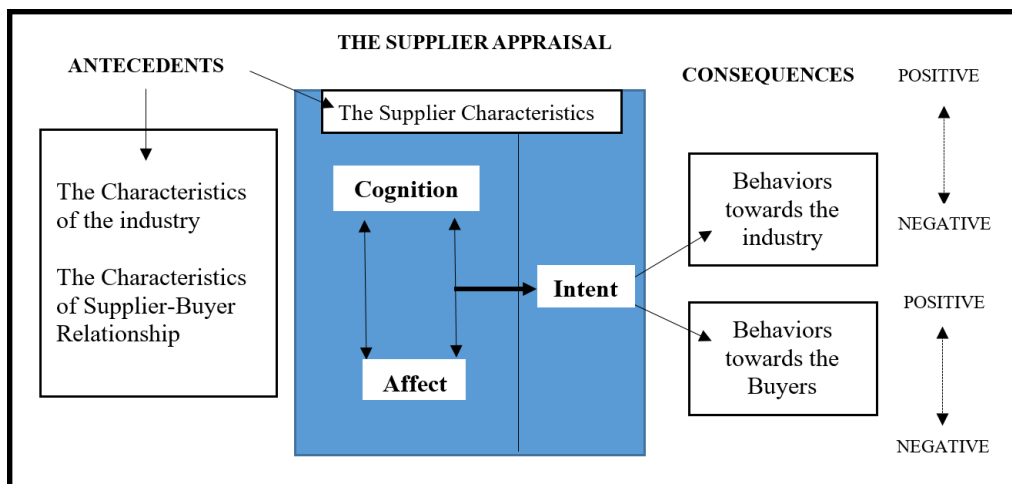 THE SUPPLIER APPRAISAL
ANTECEDENTS
CONSEQUENCES
POSITIVE
The Supplier Characteristics
The Characteristics
of the industry
The Characteristics
of Supplier-Buyer
Relationship
Cognition
Affect
Intent
Behaviors
towards the
industry
NEGATIVE
POSITIVE
Behaviors
towards the
Buyers
NEGATIVE